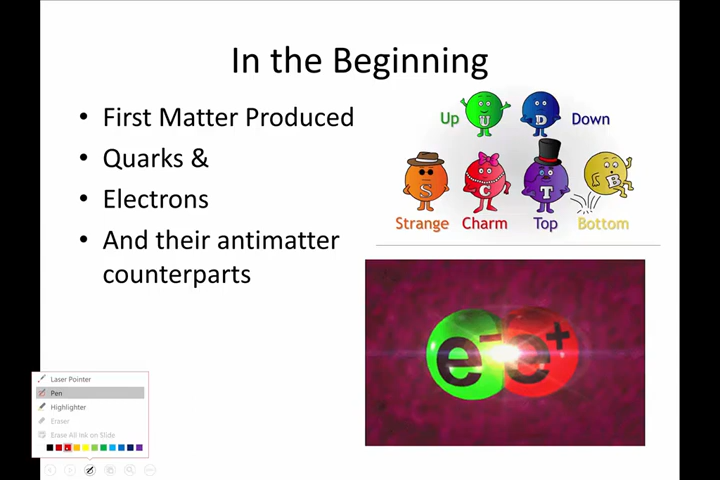 In the Beginning
• First Matter Produced
• Quarks &
• Electrons
• And their antimatter
counterparts
Up
U
D
Down
S
C
T
B
Strange
Charm
Top
Bottom
e-
e+
Laser Pointer
Pen
Highlighter
Eraser
Erase All Ink on Slide